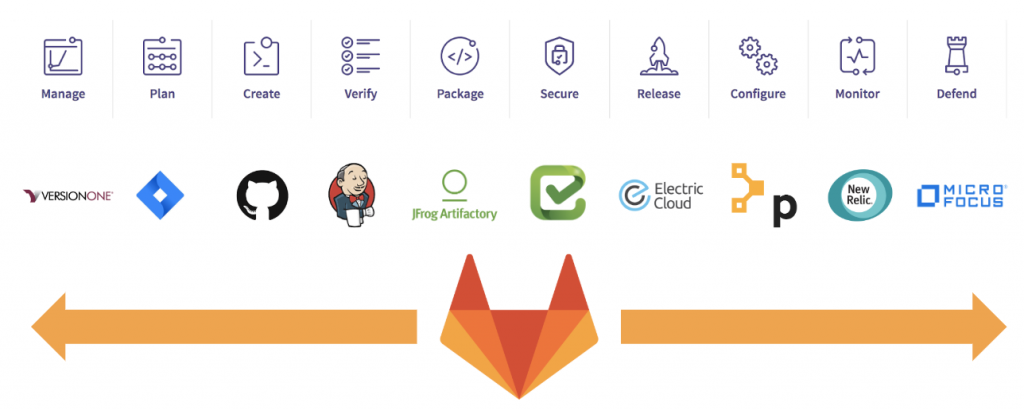 Manage
Plan
Create
Verify
Package
Secure
Release
Configure
Monitor
Defend
VERSIONONE
JFrog Artifactory
Electric
Cloud
p
New
Relic.
MICRO
FOCUS